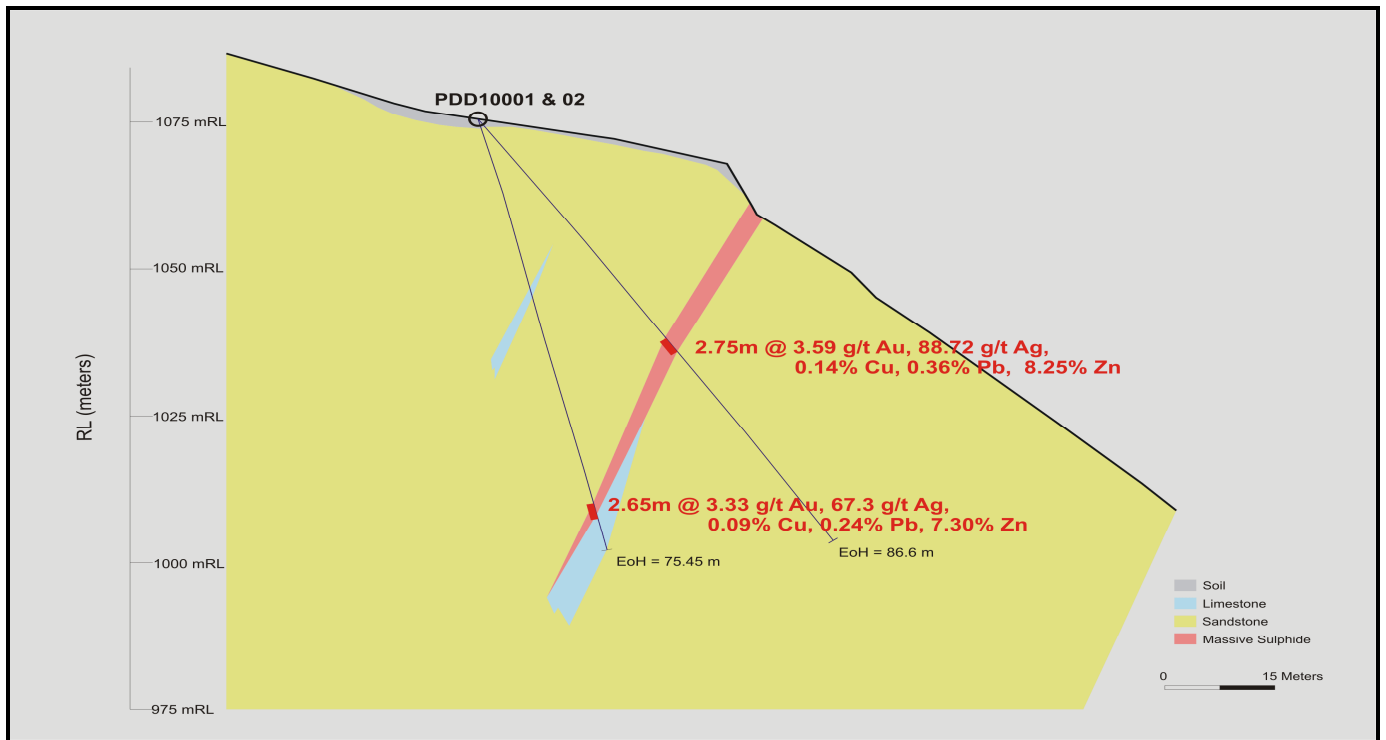 PDD10001 & 02
1075 mRL
1050 mRL
1025 mRL
1000 mRL
975 mRL
RL (meters)
2.75m @ 3.59 g/t Au, 88.72 g/t Ag,
0.14% Cu, 0.36% Pb, 8.25% Zn
2.65m @ 3.33 g/t Au, 67.3 g/t Ag,
0.09% Cu, 0.24% Pb, 7.30% Zn
EoH = 75.45 m
EoH = 86.6 m
Soil
Limestone
Sandstone
Massive Sulphide
0 15 Meters